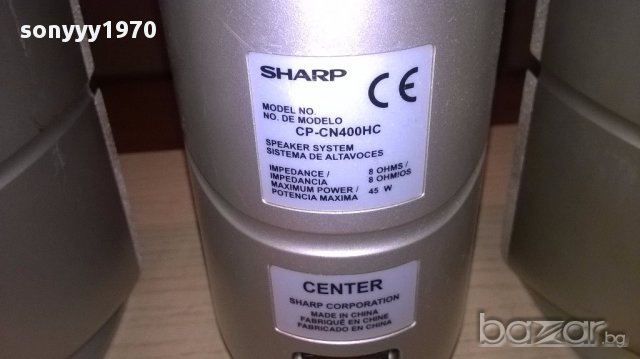 sonyyy1970
SHARP CE
MODEL NO.
NO. DE MODELO
CP-CN400HC
SPEAKER SYSTEM
SISTEMA DE ALTAVOCES
IMPEDANCE / 8 OHMS /
IMPEDANCIA 8 OHMIOS
MAXIMUM POWER / 45 W
POTENCIA MAXIMA
CENTER
SHARP CORPORATION
MADE IN CHINA
FABRIQUÉ EN CHINE
FABRICADO EN CHINA
bazar.bg